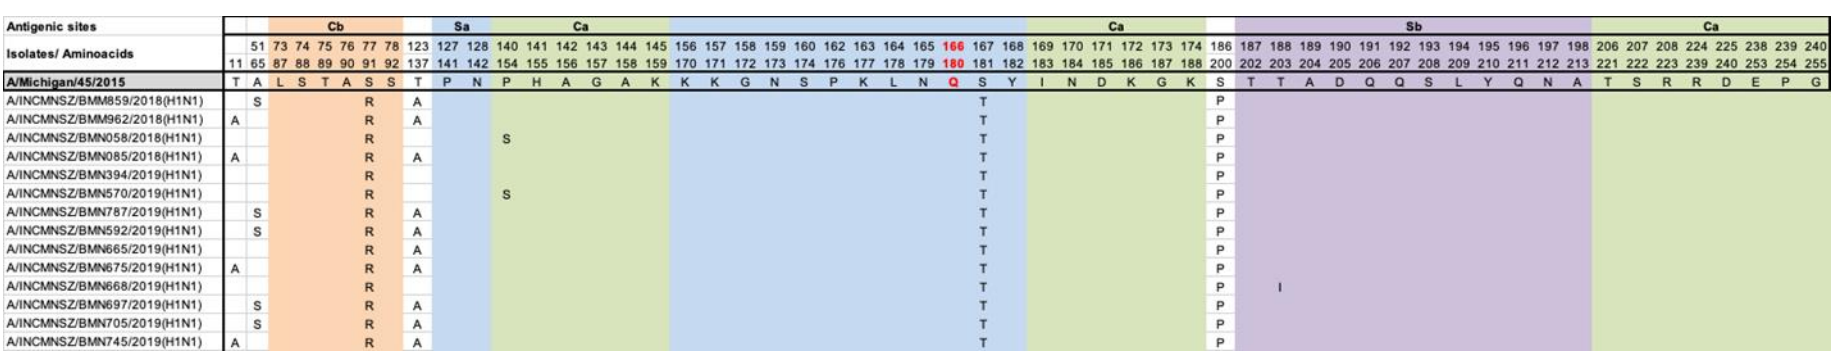 Antigenic sites Cb Sa Ca Ca Sb Ca
Isolates/ Aminoacids
51 73 74 75 76 77 78 123 127 128 140 141 142 143 144 145 156 157 158 159 160 162 163 164 165 166 167 168 169 170 171 172 173 174 186 187 188 189 190 191 192 193 194 195 196 197 198 206 207 208 224 225 238 239 240
11 65 87 88 89 90 91 92 137 141 142 154 155 156 157 158 159 170 171 172 173 174 176 177 178 179 180 181 182 183 184 185 186 187 188 200 202 203 204 205 206 207 208 209 210 211 212 213 221 222 223 239 240 253 254 255
A/Michigan/45/2015 T A L S T A S S T P N P H A G A K K K G N S P K L N Q S Y I N D K G K S T T A D Q Q S L Y Q N A T S R R D E P G
A/INCMNSZ/BMM859/2018(H1N1) S R A T P
A/INCMNSZ/BMM962/2018(H1N1) A R A T P
A/INCMNSZ/BMN058/2018(H1N1) R S T P
A/INCMNSZ/BMN085/2018(H1N1) A R A T P
A/INCMNSZ/BMN394/2019(H1N1) R T P
A/INCMNSZ/BMN570/2019(H1N1) R S T P
A/INCMNSZ/BMN787/2019(H1N1) S R A T P
A/INCMNSZ/BMN592/2019(H1N1) S R A T P
A/INCMNSZ/BMN665/2019(H1N1) R A T P
A/INCMNSZ/BMN675/2019(H1N1) A R A T P
A/INCMNSZ/BMN668/2019(H1N1) R T P I
A/INCMNSZ/BMN697/2019(H1N1) S R A T P
A/INCMNSZ/BMN705/2019(H1N1) S R A T P
A/INCMNSZ/BMN745/2019(H1N1) A R A T P